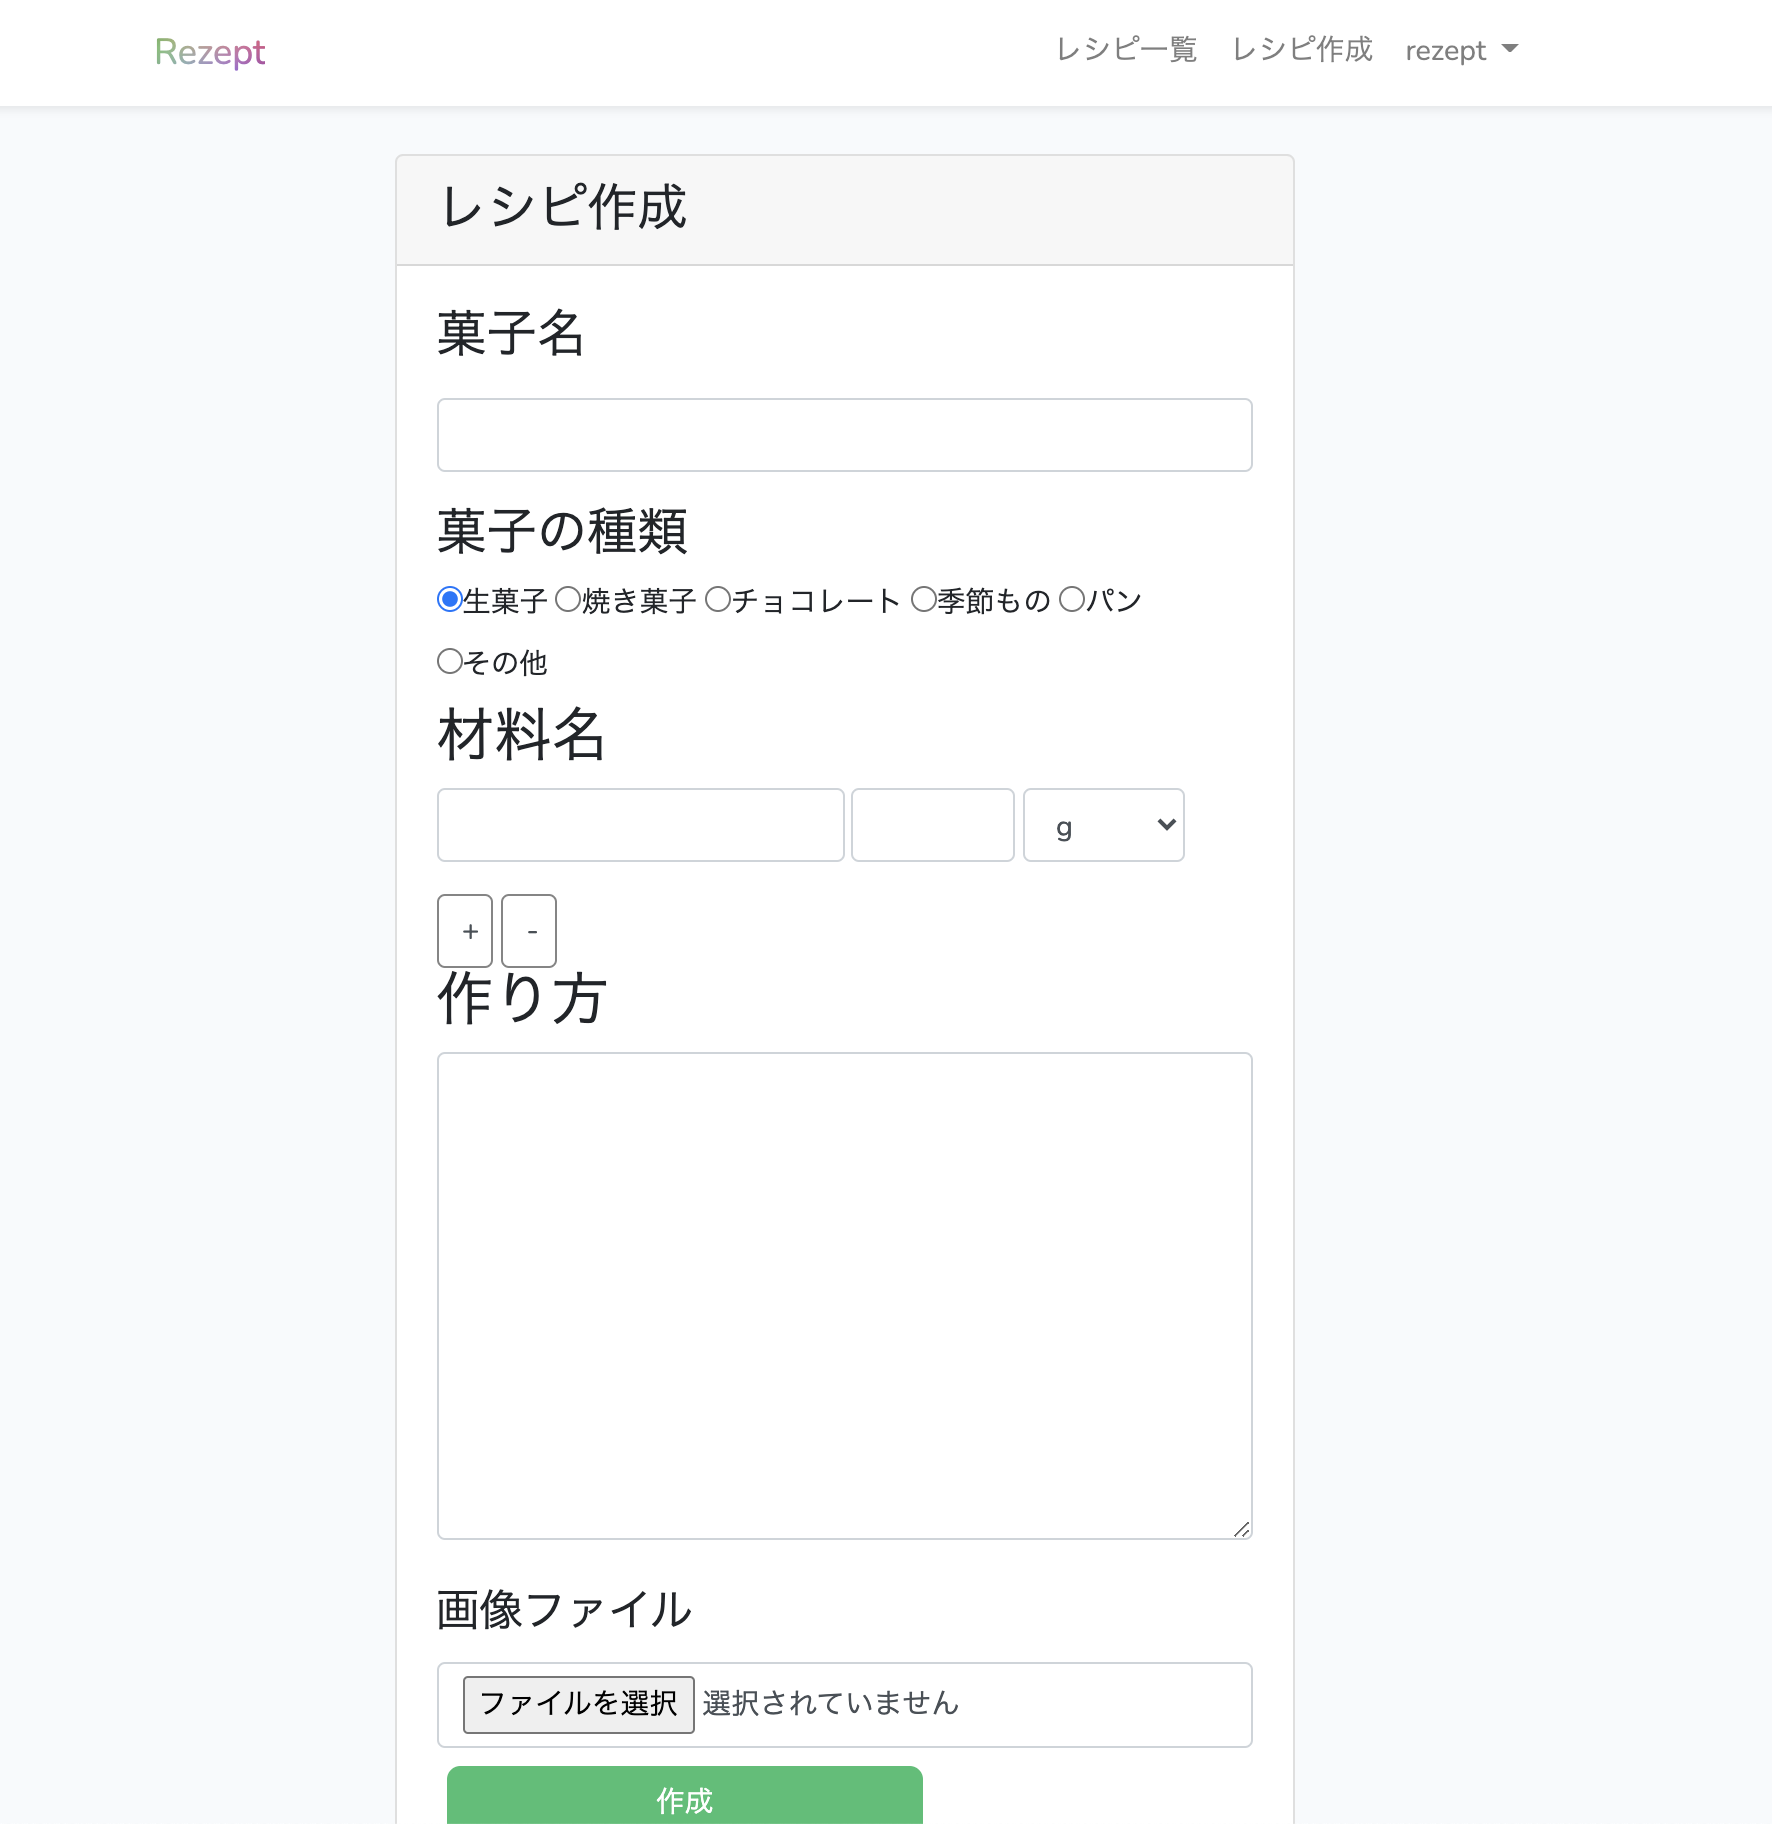 Rezept レシピ一覧 レシピ作成 rezept
レシピ作成
菓子名
菓子の種類
生菓子 焼き菓子 チョコレート 季節もの パン
その他
材料名
g
+ -
作り方
画像ファイル
ファイルを選択 選択されていません
作成